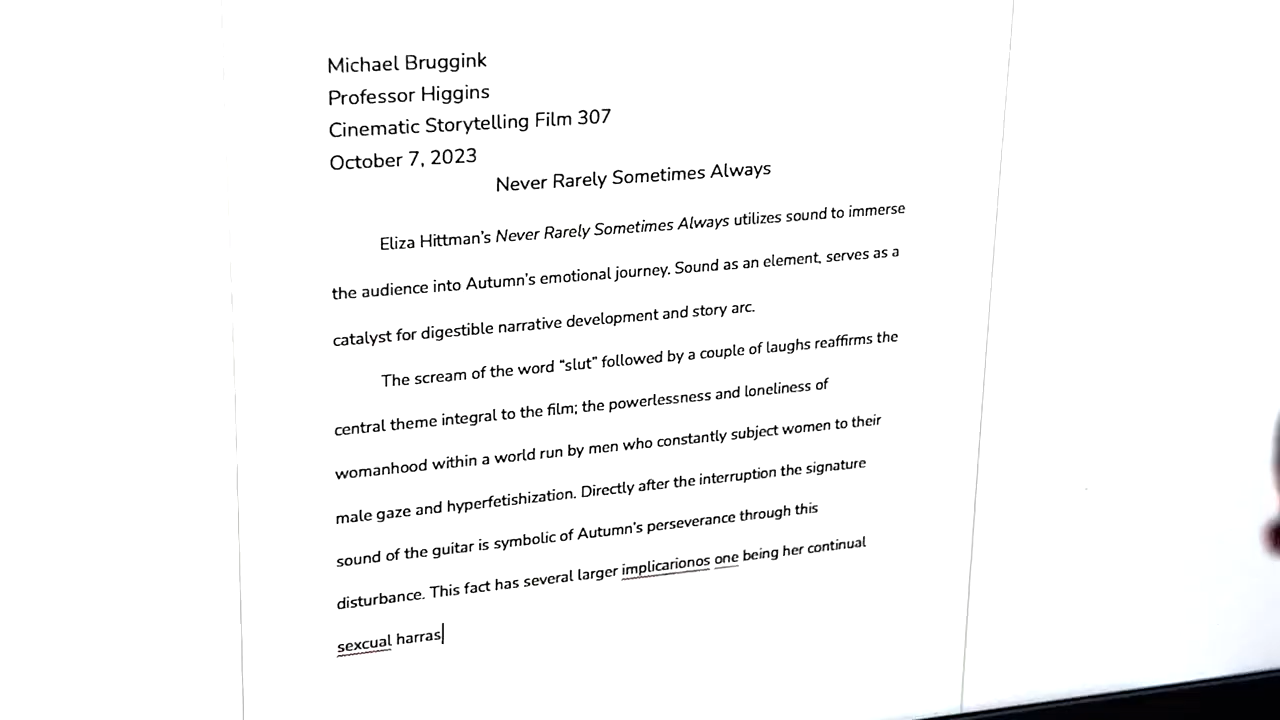 Michael Bruggink
Professor Higgins
Cinematic Storytelling Film 307
October 7, 2023
Never Rarely Sometimes Always
Eliza Hittman's Never Rarely Sometimes Always utilizes sound to immerse
the audience into Autumn's emotional journey. Sound as an element, serves as a
catalyst for digestible narrative development and story arc.
The scream of the word “slut” followed by a couple of laughs reaffirms the
central theme integral to the film; the powerlessness and loneliness of
womanhood within a world run by men who constantly subject women to their
male gaze and hyperfetishization. Directly after the interruption the signature
sound of the guitar is symbolic of Autumn's perseverance through this
disturbance. This fact has several larger implicarionos one being her continual
sexcual harras